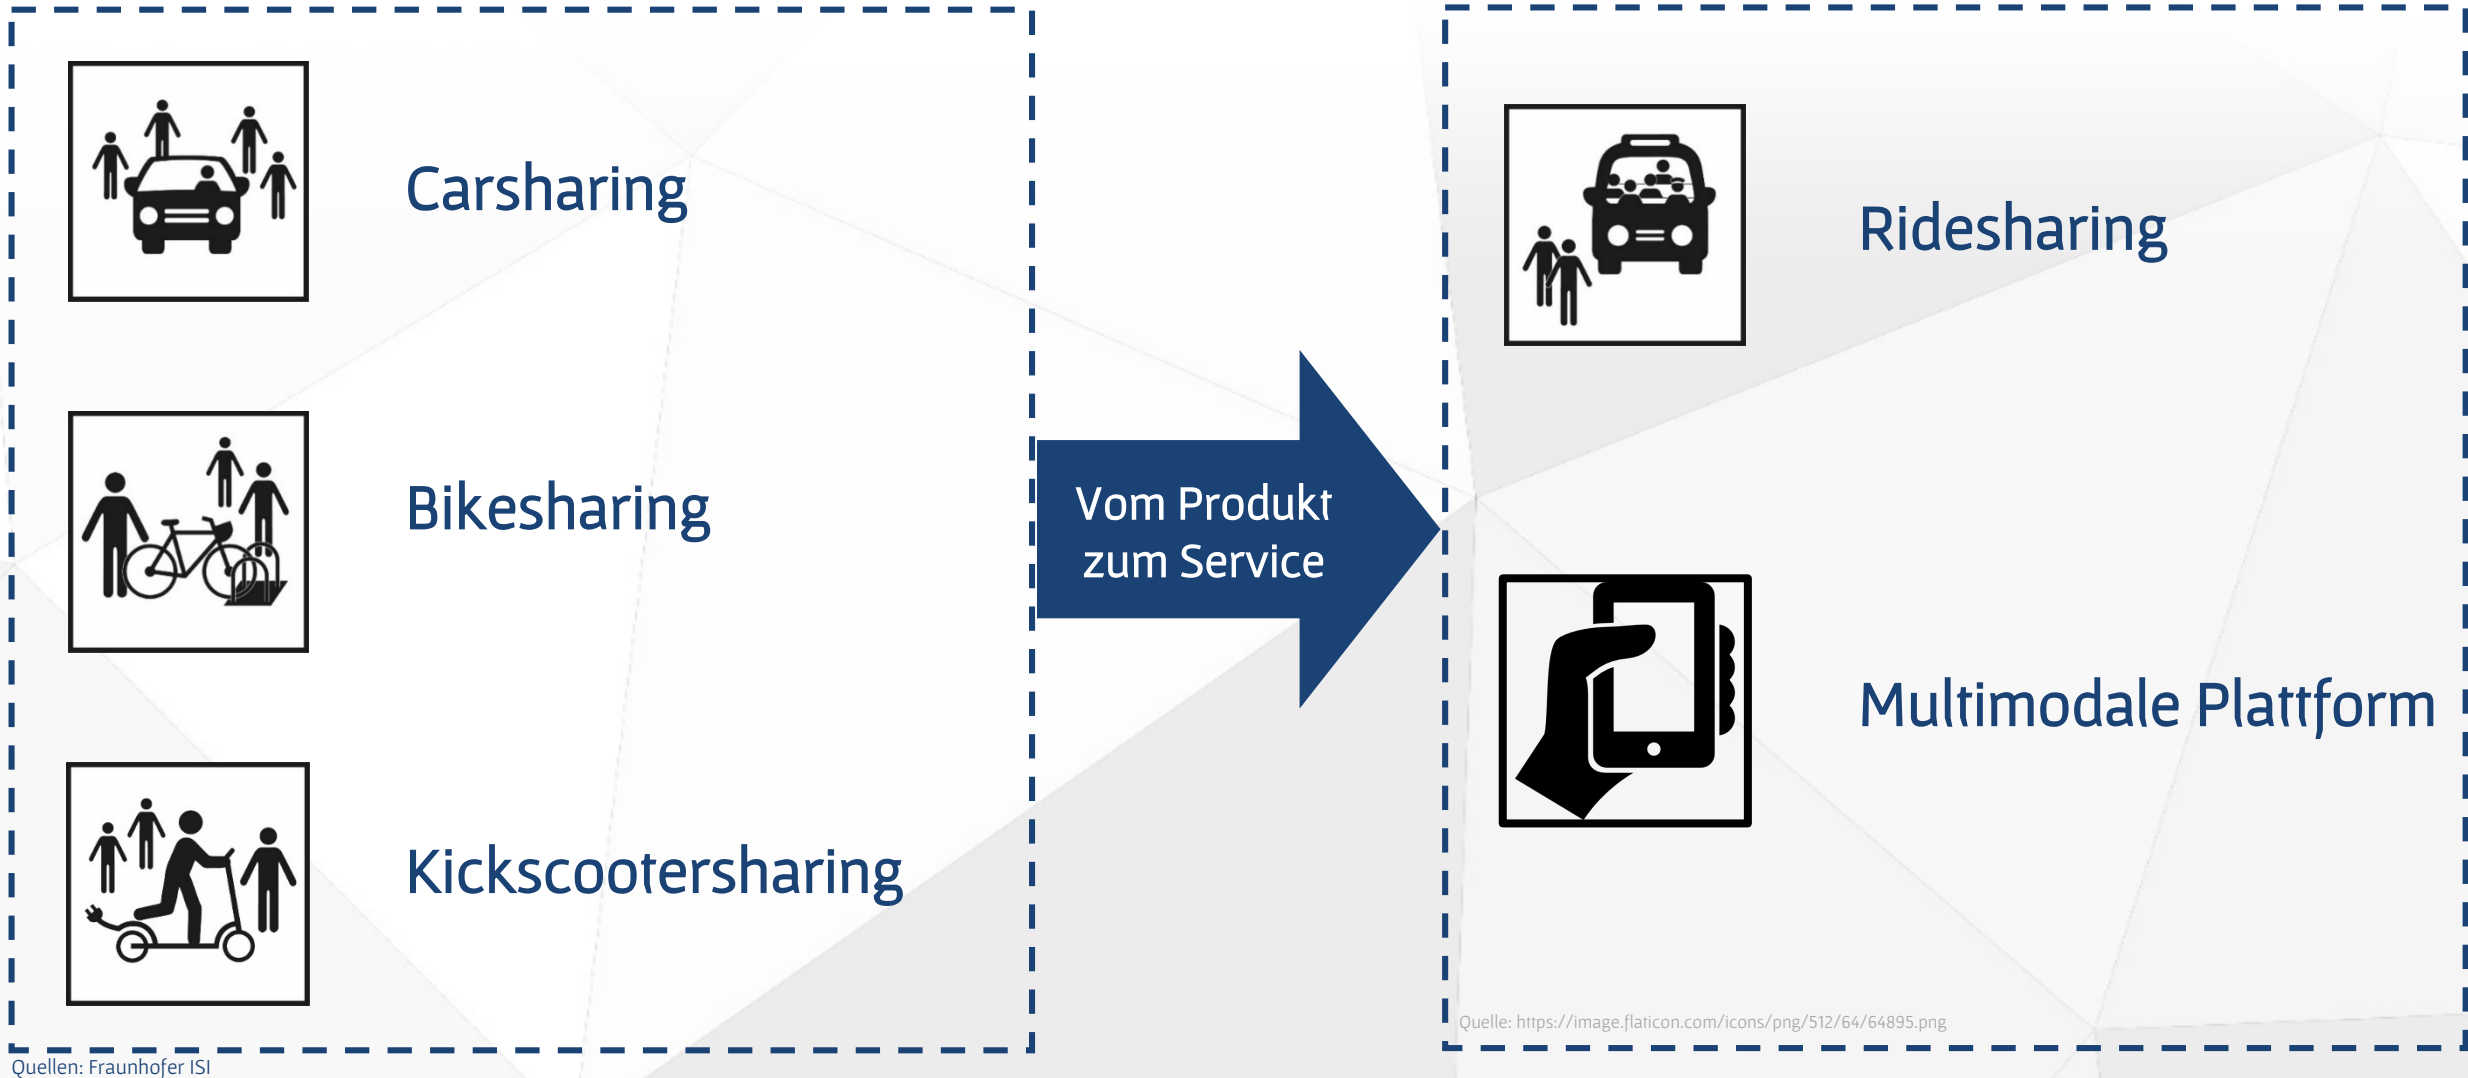 Carsharing
Bikesharing
Kickscootersharing
Vom Produkt
zum Service
Ridesharing
Multimodale Plattform
Quelle: https://image.flaticon.com/icons/png/512/64/64895.png
Quellen: Fraunhofer ISI